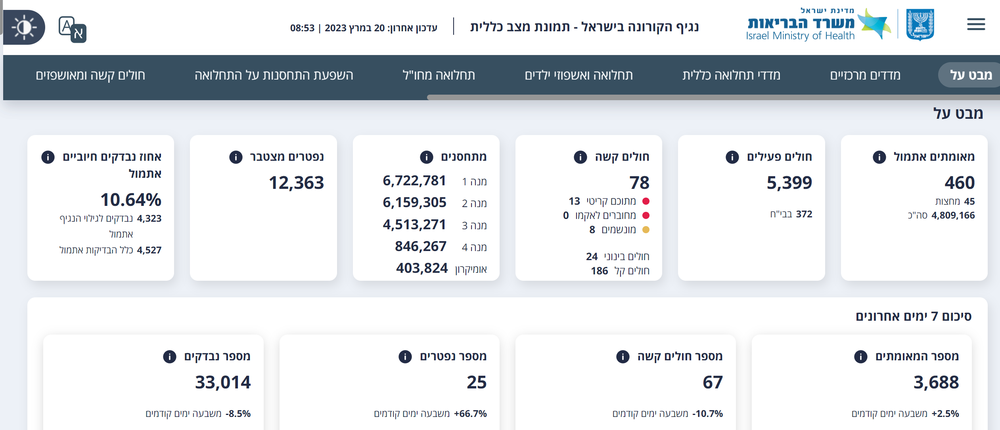 מדינת ישראל
משרד הבריאות
Israel Ministry of Health
ישראל
נגיף הקורונה בישראל - תמונת מצב כללית
עדכון אחרון: 20 במרץ 2023 | 08:53
A
א
מבט על
מדדים מרכזיים
מדדי תחלואה כללית
תחלואה ואשפוזי ילדים
תחלואה מחו"ל
השפעת התחסנות על התחלואה
חולים קשה ומאושפזים
מבט על
מאומתים אתמול
460
45 מחצות
4,809,166 סה"כ
חולים פעילים
5,399
372 בבי"ח
חולים קשה
78
מתוכם קריטי 13
מחוברים לאקמו 0
מונשמים 8
חולים בינוני 24
חולים קל 186
מתחסנים
מנה 1 6,722,781
מנה 2 6,159,305
מנה 3 4,513,271
מנה 4 846,267
אומיקרון 403,824
נפטרים מצטבר
12,363
אחוז נבדקים חיוביים
אתמול
10.64%
4,323 נבדקים לגילוי הנגיף
אתמול
4,527 כלל הבדיקות אתמול
סיכום 7 ימים אחרונים
מספר המאומתים
3,688
+2.5% משבעה ימים קודמים
מספר חולים קשה
67
-10.7% משבעה ימים קודמים
מספר נפטרים
25
+66.7% משבעה ימים קודמים
מספר נבדקים
33,014
-8.5% משבעה ימים קודמים